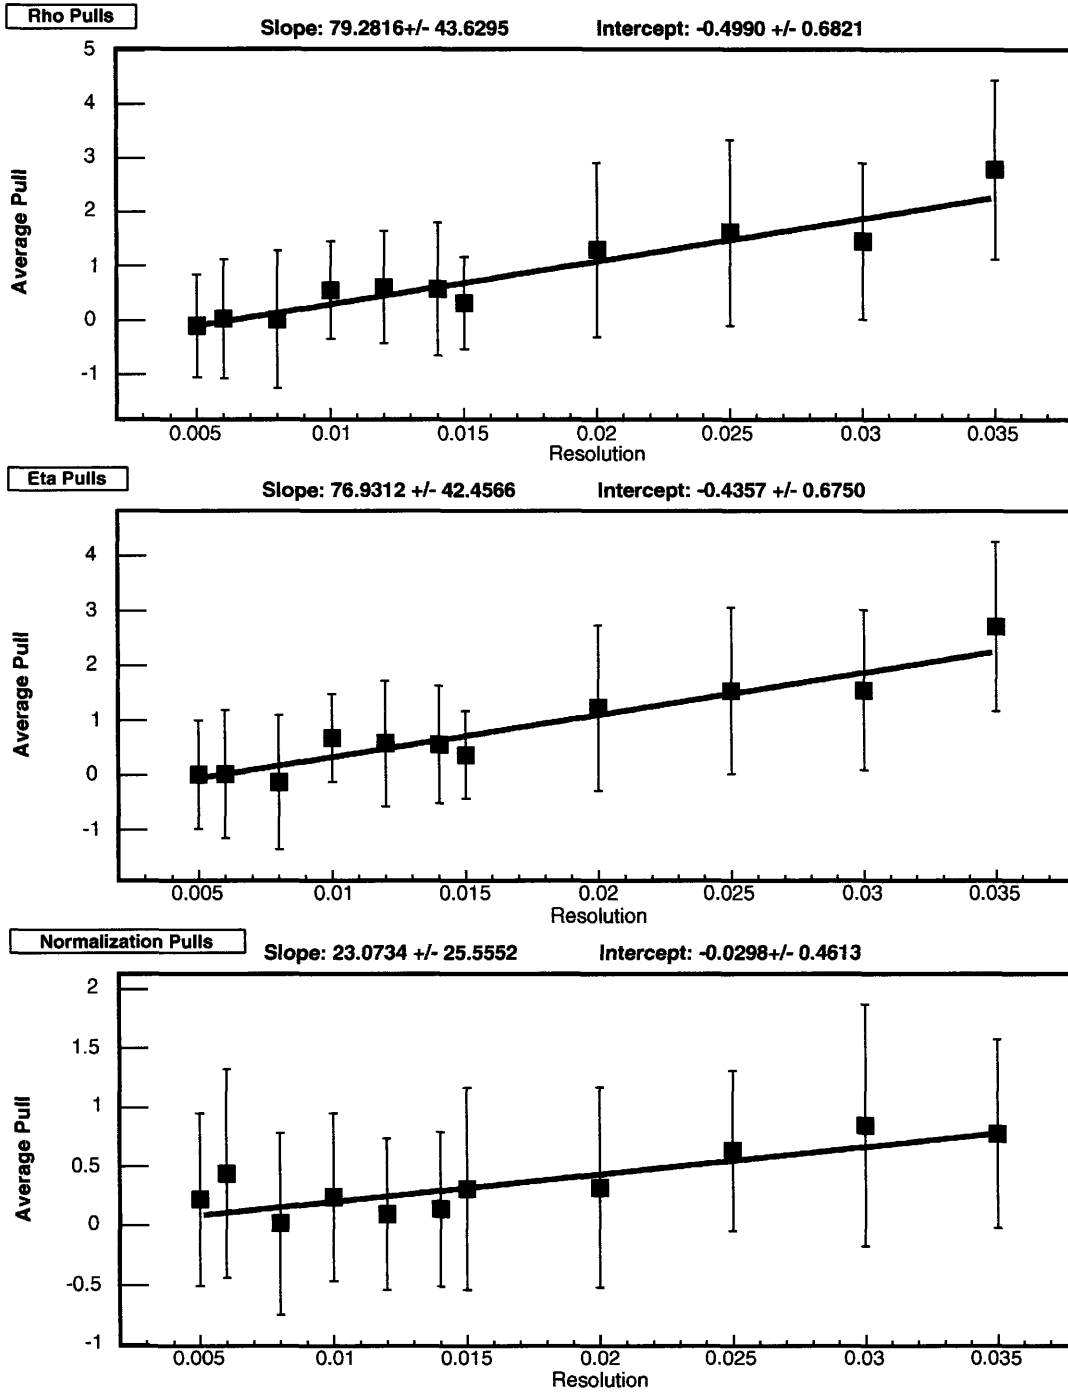 Rho Pulls
Slope: 79.2816+/- 43.6295 Intercept: -0.4990 +/- 0.6821
5
4
3
2
1
0
-1
Average Pull
0.005 0.01 0.015 0.02 0.025 0.03 0.035
Resolution
Eta Pulls
Slope: 76.9312 +/- 42.4566 Intercept: -0.4357 +/- 0.6750
4
3
2
1
0
-1
Average Pull
0.005 0.01 0.015 0.02 0.025 0.03 0.035
Resolution
Normalization Pulls
Slope: 23.0734 +/- 25.5552 Intercept: -0.0298+/- 0.4613
2
1.5
1
0.5
0
-0.5
-1
Average Pull
0.005 0.01 0.015 0.02 0.025 0.03 0.035
Resolution